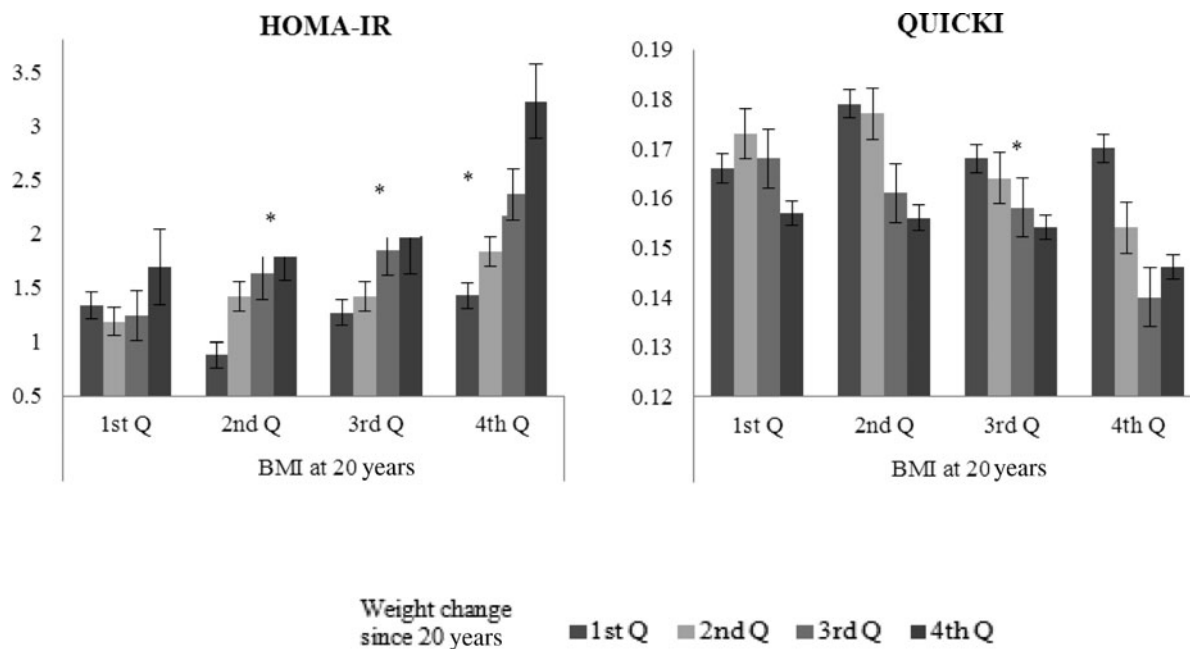 HOMA-IR
3.5
3
2.5
2
1.5
1
0.5
*
*
*
1st Q 2nd Q 3rd Q 4th Q
BMI at 20 years
QUICKI
0.19
0.18
0.17
0.16
0.15
0.14
0.13
0.12
*
1st Q 2nd Q 3rd Q 4th Q
BMI at 20 years
Weight change
since 20 years
1st Q 2nd Q 3rd Q 4th Q